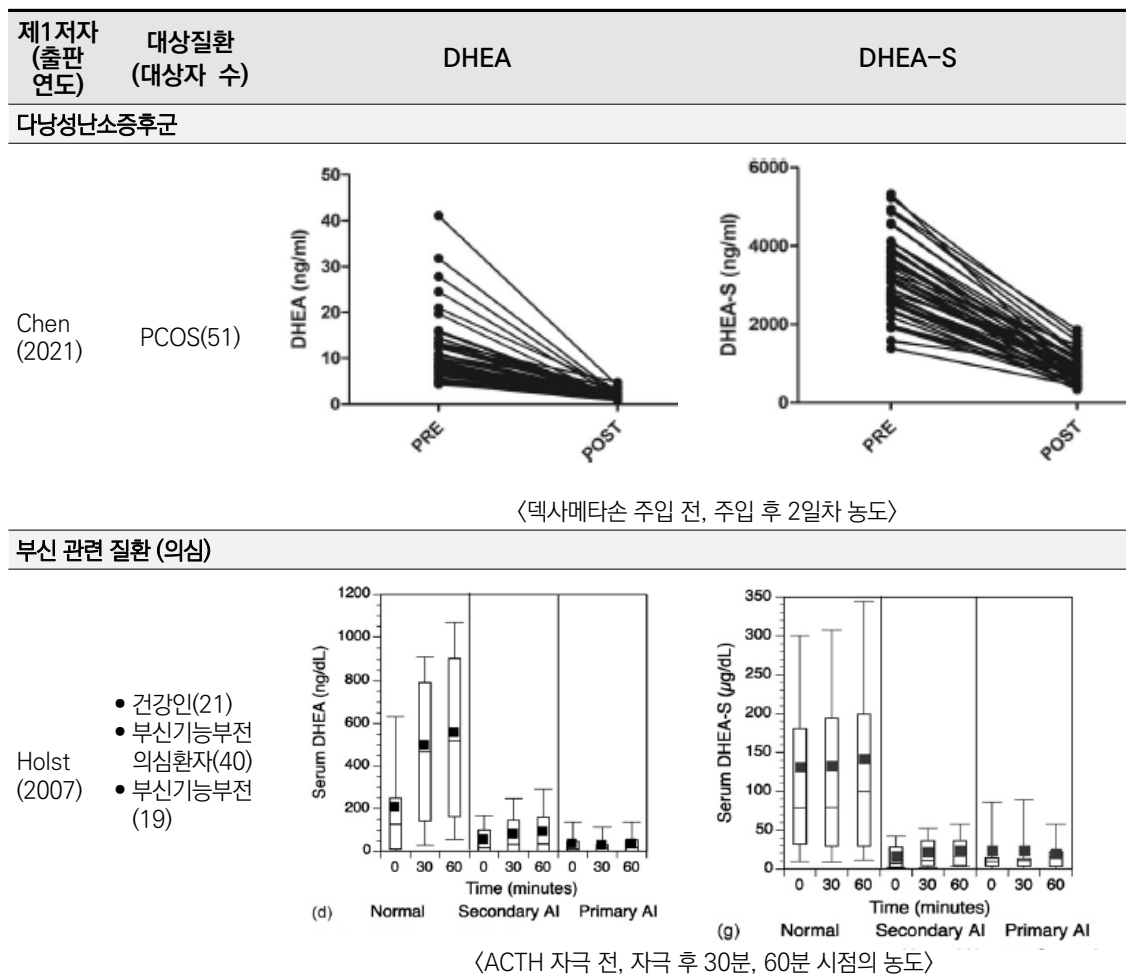 제1저자
(출판
연도)
대상질환
(대상자 수)
DHEA
DHEA-S
다낭성난소증후군
Chen
(2021)
PCOS(51)
DHEA (ng/ml)
50
40
30
20
10
0
PRE
POST
DHEA-S (ng/ml)
6000
4000
2000
0
PRE
POST
〈덱사메타손 주입 전, 주입 후 2일차 농도〉
부신 관련 질환 (의심)
Holst
(2007)
• 건강인(21)
• 부신기능부전
의심환자(40)
• 부신기능부전
(19)
Serum DHEA (ng/dL)
1200
1000
800
600
400
200
0
0 30 60 0 30 60 0 30 60
Time (minutes)
(d) Normal Secondary AI Primary AI
Serum DHEA-S (µg/dL)
350
300
250
200
150
100
50
0
0 30 60 0 30 60 0 30 60
Time (minutes)
(g) Normal Secondary AI Primary AI
〈ACTH 자극 전, 자극 후 30분, 60분 시점의 농도〉